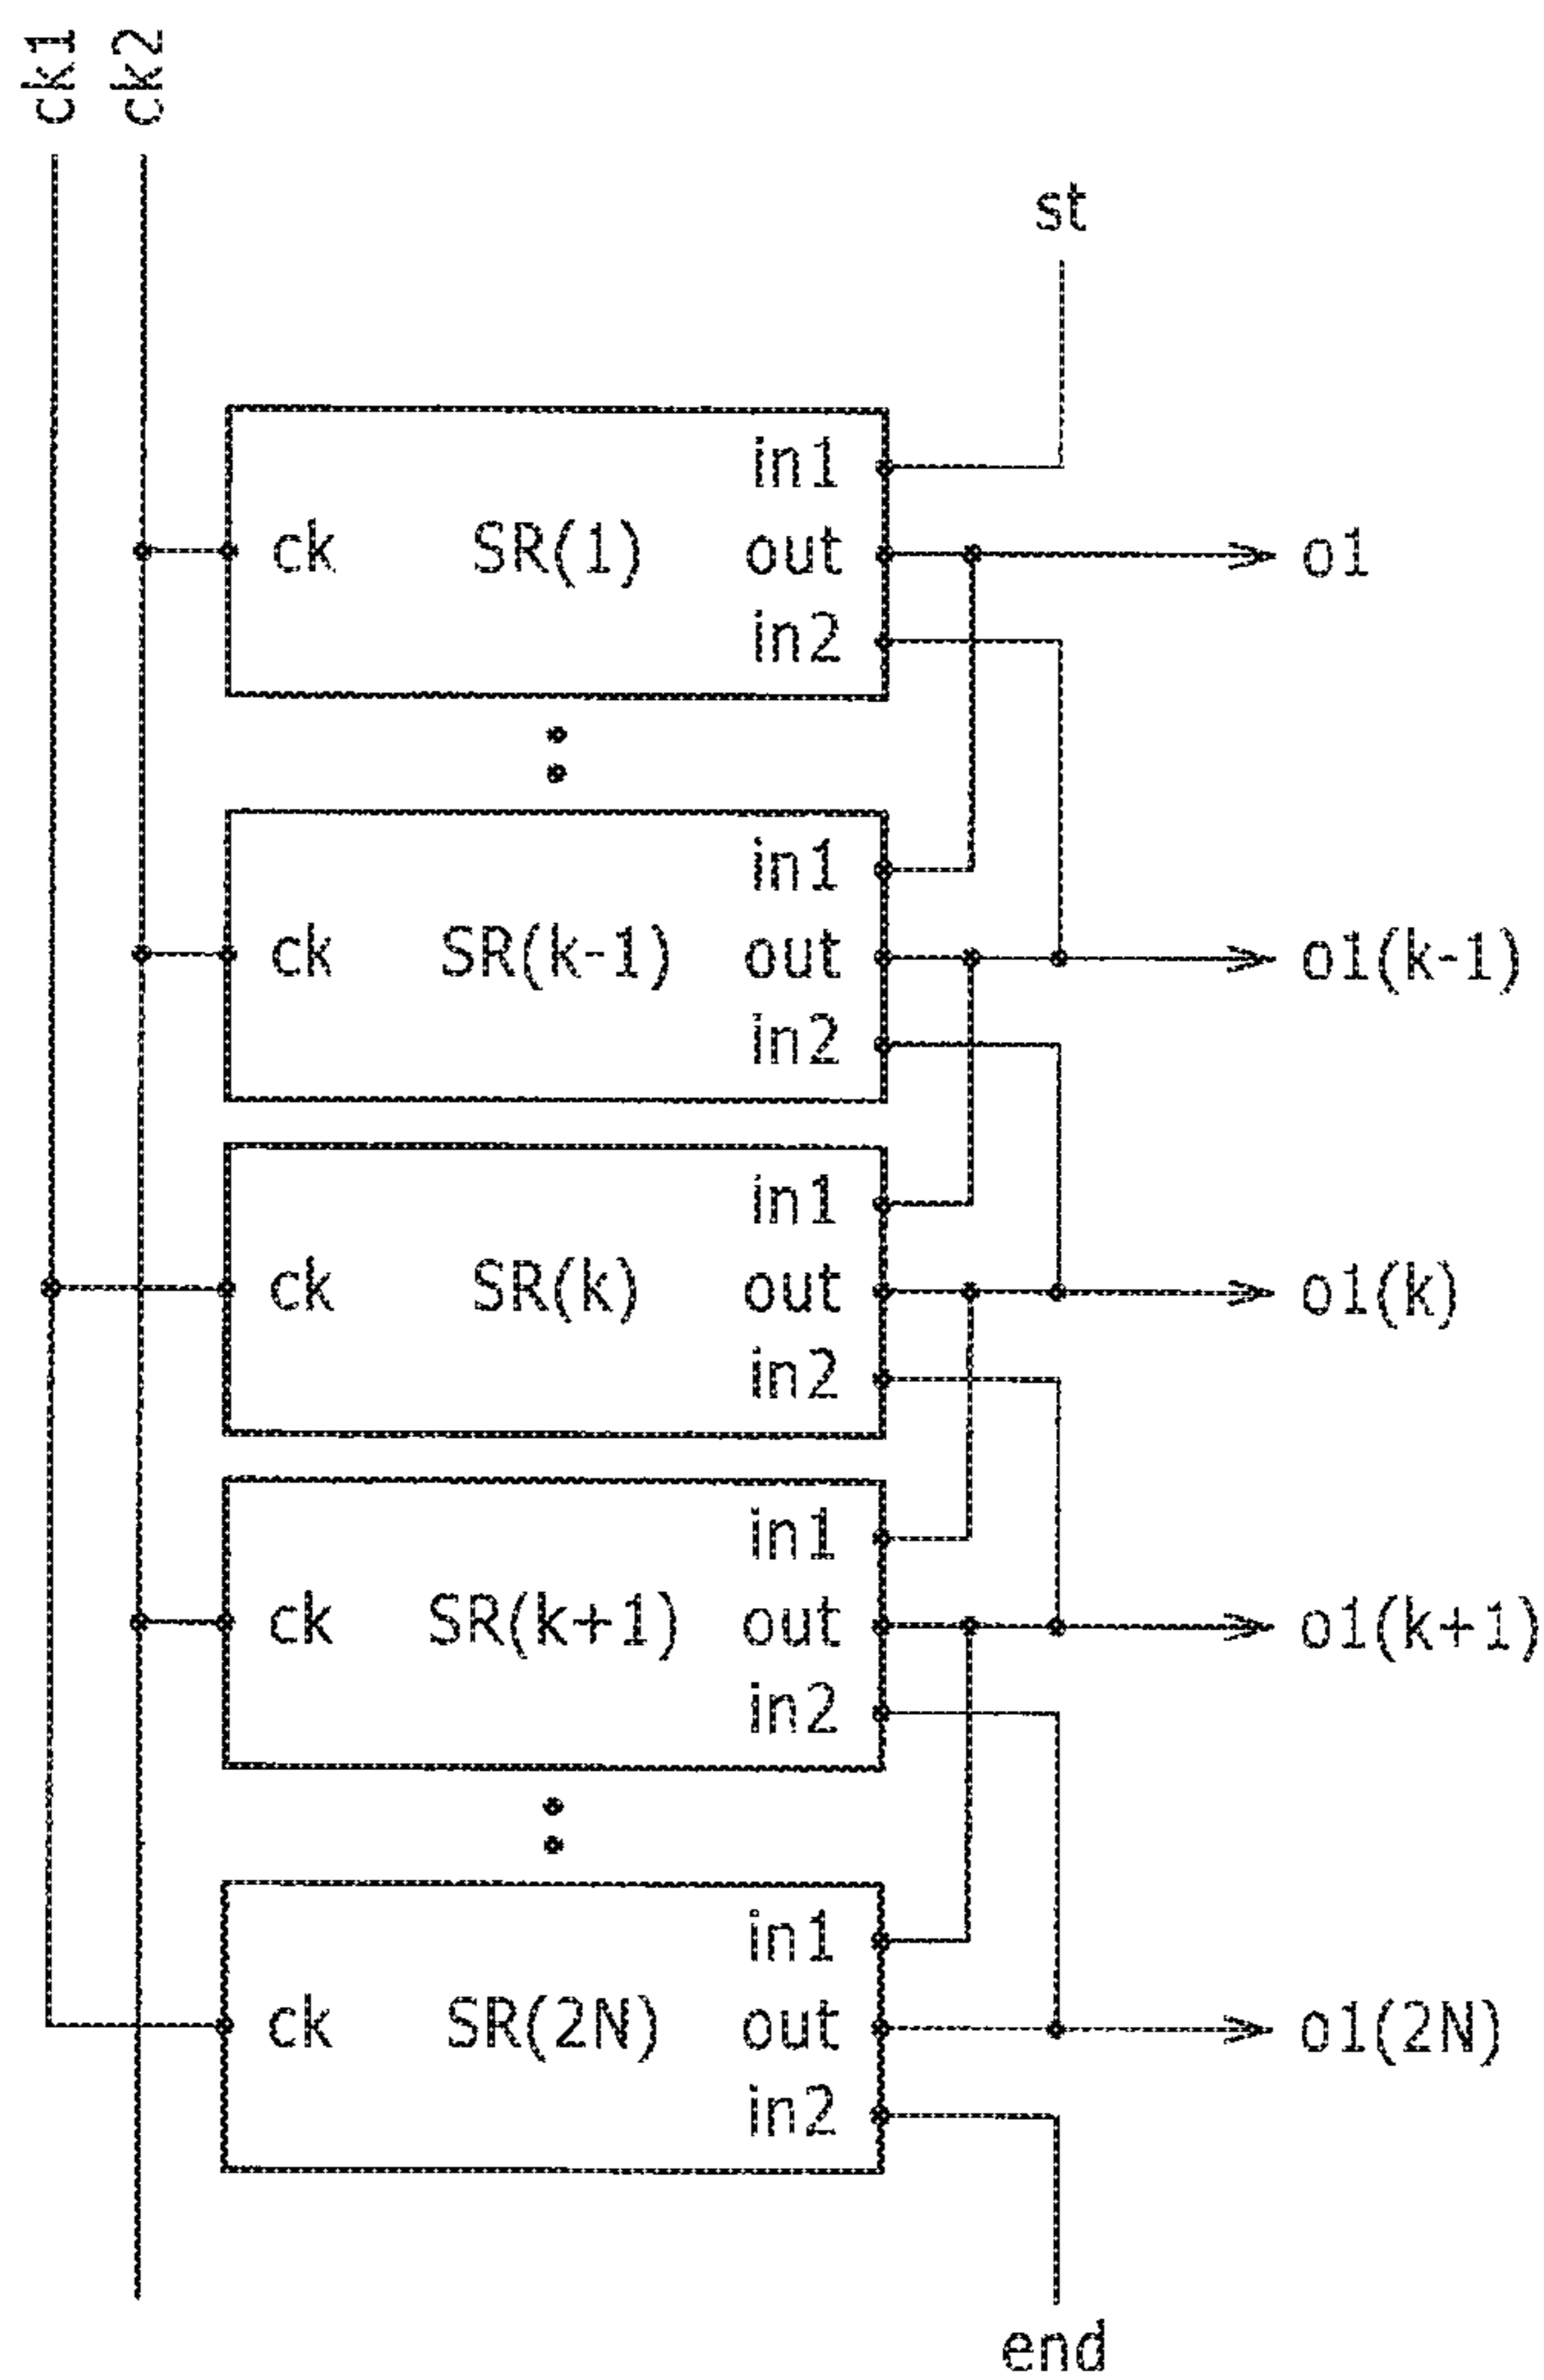 ck1
ck2
st
in1
ck SR(1) out
in2
o1
in1
ck SR(k-1) out
in2
o1(k-1)
in1
ck SR(k) out
in2
o1(k)
in1
ck SR(k+1) out
in2
o1(k+1)
in1
ck SR(2N) out
in2
o1(2N)
end